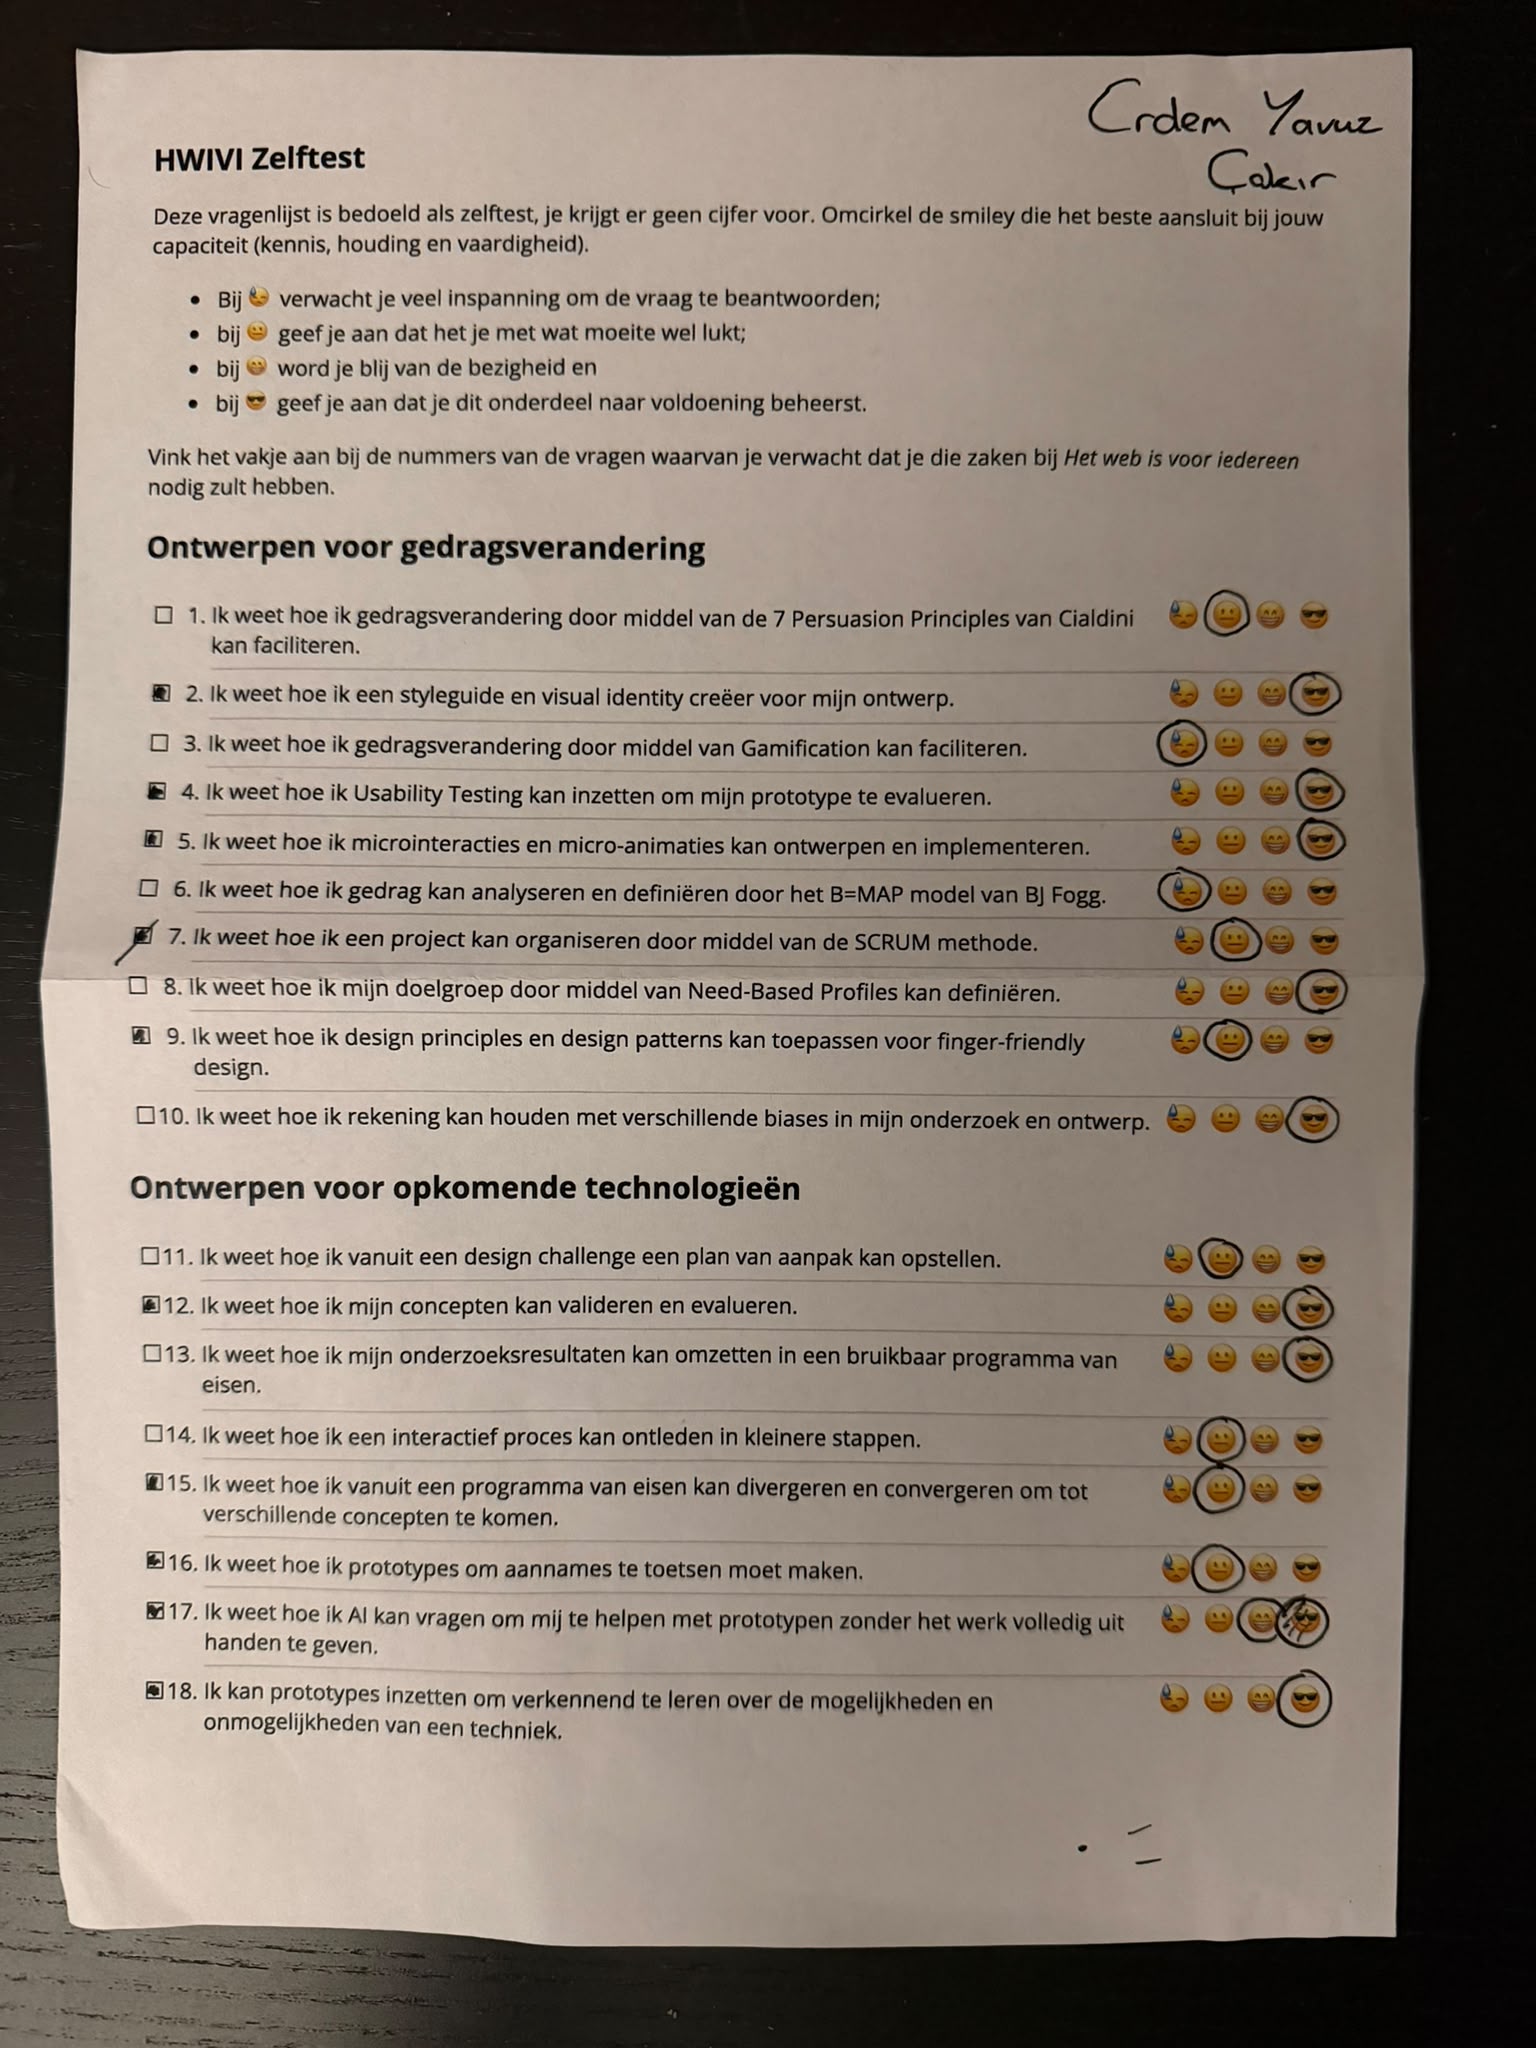 Erdem Yavuz
Çakır
HWIVI Zelftest
Deze vragenlijst is bedoeld als zelftest, je krijgt er geen cijfer voor. Omcirkel de smiley die het beste aansluit bij jouw
capaciteit (kennis, houding en vaardigheid).
• Bij 😓 verwacht je veel inspanning om de vraag te beantwoorden;
• bij 😐 geef je aan dat het je met wat moeite wel lukt;
• bij 😁 word je blij van de bezigheid en
• bij 😎 geef je aan dat je dit onderdeel naar voldoening beheerst.
Vink het vakje aan bij de nummers van de vragen waarvan je verwacht dat je die zaken bij Het web is voor iedereen
nodig zult hebben.
Ontwerpen voor gedragsverandering
1. Ik weet hoe ik gedragsverandering door middel van de 7 Persuasion Principles van Cialdini
kan faciliteren.
2. Ik weet hoe ik een styleguide en visual identity creëer voor mijn ontwerp.
3. Ik weet hoe ik gedragsverandering door middel van Gamification kan faciliteren.
4. Ik weet hoe ik Usability Testing kan inzetten om mijn prototype te evalueren.
5. Ik weet hoe ik microinteracties en micro-animaties kan ontwerpen en implementeren.
6. Ik weet hoe ik gedrag kan analyseren en definiëren door het B=MAP model van BJ Fogg.
7. Ik weet hoe ik een project kan organiseren door middel van de SCRUM methode.
8. Ik weet hoe ik mijn doelgroep door middel van Need-Based Profiles kan definiëren.
9. Ik weet hoe ik design principles en design patterns kan toepassen voor finger-friendly
design.
10. Ik weet hoe ik rekening kan houden met verschillende biases in mijn onderzoek en ontwerp.
Ontwerpen voor opkomende technologieën
11. Ik weet hoe ik vanuit een design challenge een plan van aanpak kan opstellen.
12. Ik weet hoe ik mijn concepten kan valideren en evalueren.
13. Ik weet hoe ik mijn onderzoeksresultaten kan omzetten in een bruikbaar programma van
eisen.
14. Ik weet hoe ik een interactief proces kan ontleden in kleinere stappen.
15. Ik weet hoe ik vanuit een programma van eisen kan divergeren en convergeren om tot
verschillende concepten te komen.
16. Ik weet hoe ik prototypes om aannames te toetsen moet maken.
17. Ik weet hoe ik AI kan vragen om mij te helpen met prototypen zonder het werk volledig uit
handen te geven.
18. Ik kan prototypes inzetten om verkennend te leren over de mogelijkheden en
onmogelijkheden van een techniek.